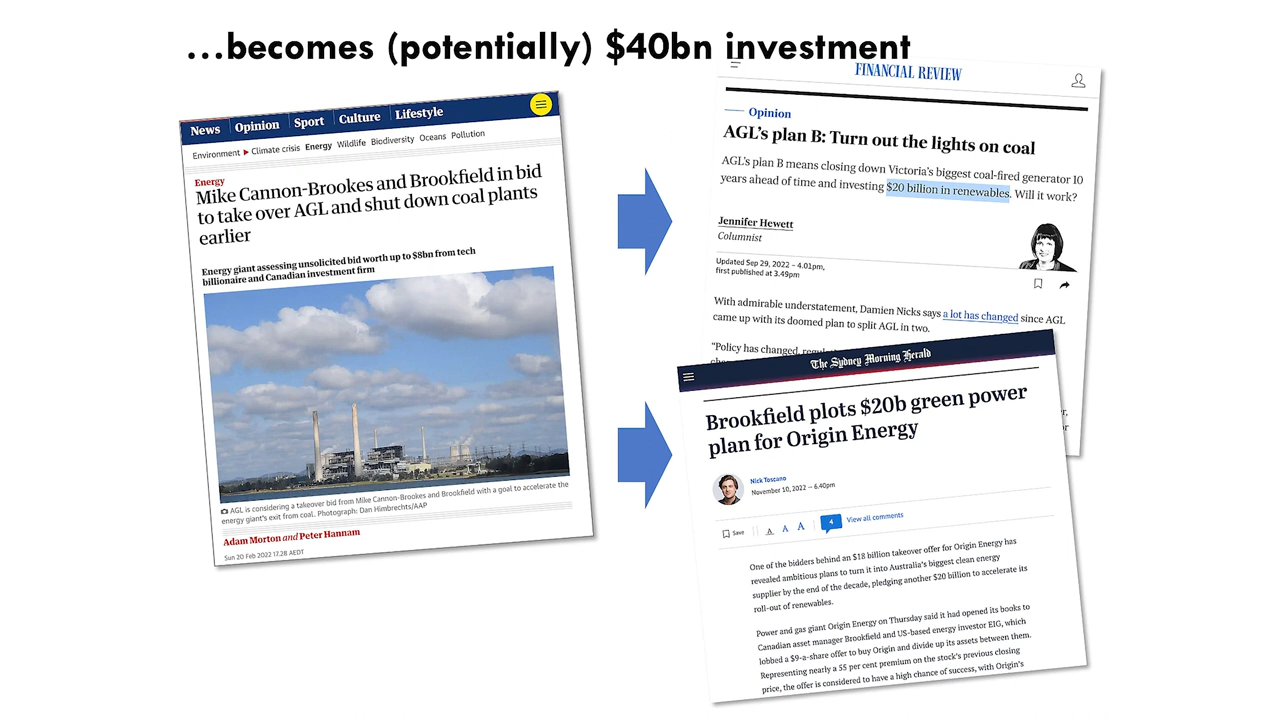 ...becomes (potentially) $40bn investment
News Opinion Sport Culture Lifestyle
Environment ▶ Climate crisis Energy Wildlife Biodiversity Oceans Pollution
Energy
Mike Cannon-Brookes and Brookfield in bid
to take over AGL and shut down coal plants
earlier
Energy giant assessing unsolicited bid worth up to $8bn from tech
billionaire and Canadian investment firm
AGL is considering a takeover bid from Mike Cannon-Brookes and Brookfield with a goal to accelerate the
energy giant's exit from coal. Photograph: Dan Himbrechts/AAP
Adam Morton and Peter Hannam
Sun 20 Feb 2022 17.28 AEDT
FINANCIAL REVIEW
Opinion
AGL's plan B: Turn out the lights on coal
AGL's plan B means closing down Victoria's biggest coal-fired generator 10
years ahead of time and investing $20 billion in renewables. Will it work?
Jennifer Hewett
Columnist
Updated Sep 29, 2022 – 4.01pm,
first published at 3.49pm
With admirable understatement, Damien Nicks says a lot has changed since AGL
came up with its doomed plan to split AGL in two.
"Policy has changed,
The Sydney Morning Herald
Brookfield plots $20b green power
plan for Origin Energy
Nick Toscano
November 10, 2022 — 6.40pm
Save A A A 4 View all comments
One of the bidders behind an $18 billion takeover offer for Origin Energy has
revealed ambitious plans to turn it into Australia's biggest clean energy
supplier by the end of the decade, pledging another $20 billion to accelerate its
roll-out of renewables.
Power and gas giant Origin Energy on Thursday said it had opened its books to
Canadian asset manager Brookfield and US-based energy investor EIG, which
lobbed a $9-a-share offer to buy Origin and divide up its assets between them.
Representing nearly a 55 per cent premium on the stock's previous closing
price, the offer is considered to have a high chance of success, with Origin's